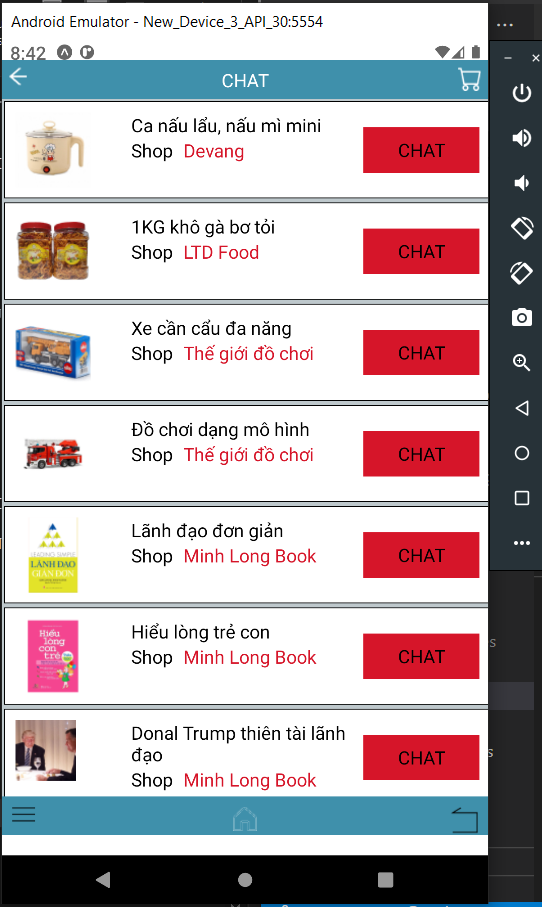 Android Emulator - New_Device_3_API_30:5554
8:42
CHAT
Ca nấu lẩu, nấu mì mini
Shop Devang
CHAT
1KG khô gà bơ tỏi
Shop LTD Food
CHAT
Xe cần cẩu đa năng
Shop Thế giới đồ chơi
CHAT
Đồ chơi dạng mô hình
Shop Thế giới đồ chơi
CHAT
LEADING SIMPLE
LÃNH ĐẠO
GIẢN ĐƠN
Lãnh đạo đơn giản
Shop Minh Long Book
CHAT
Hiểu
lòng
con
trẻ
Hiểu lòng trẻ con
Shop Minh Long Book
CHAT
Donal Trump thiên tài lãnh
đạo
Shop Minh Long Book
CHAT